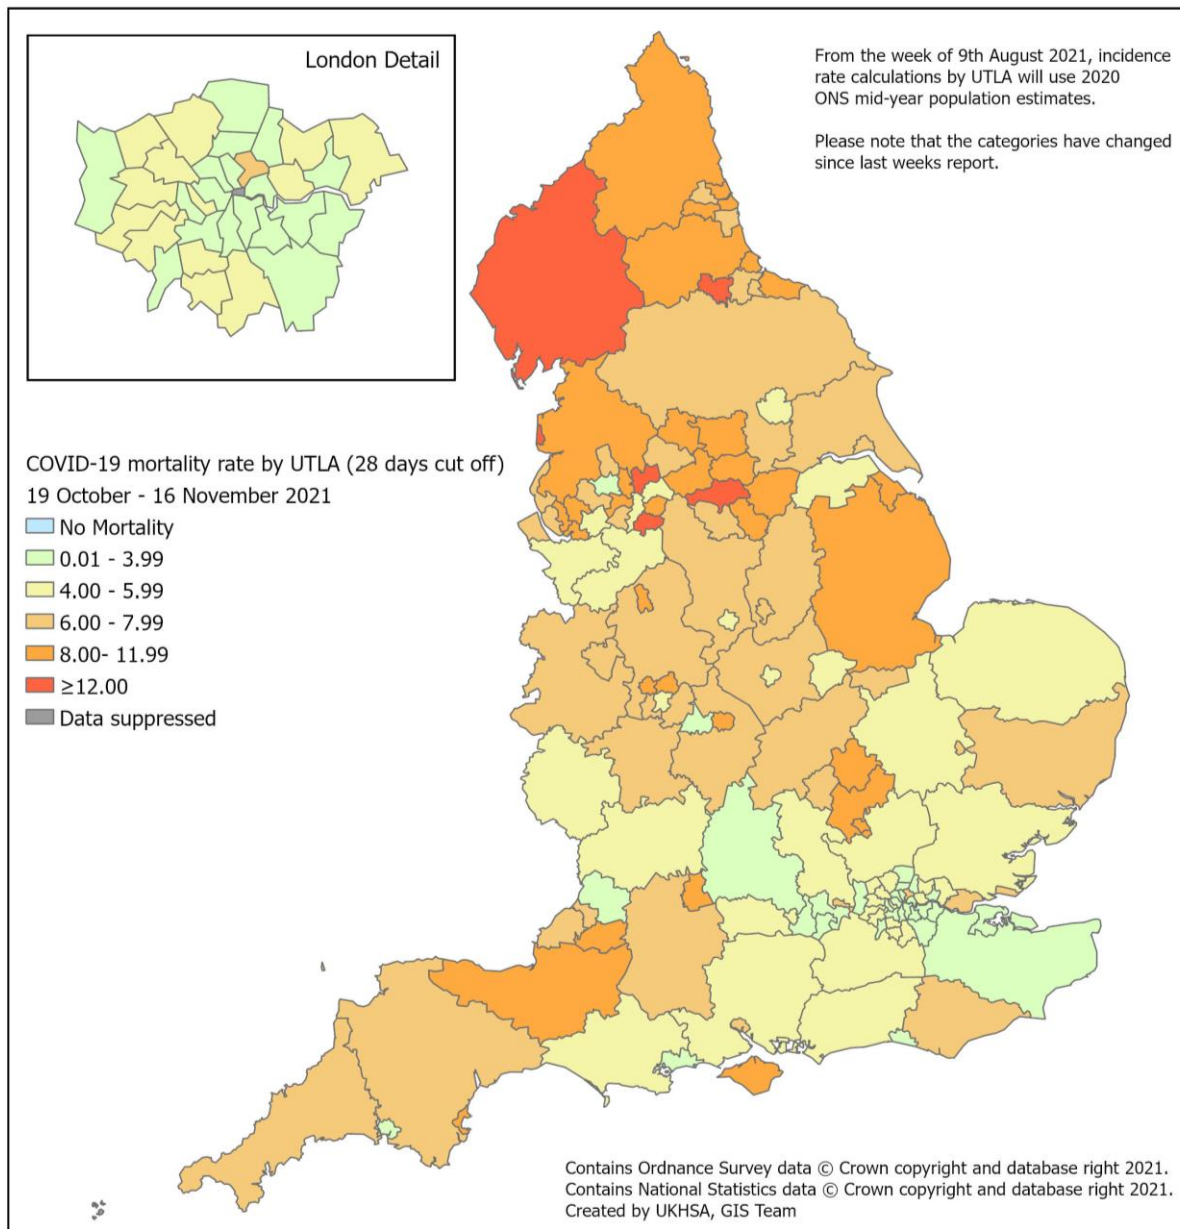 London Detail
From the week of 9th August 2021, incidence
rate calculations by UTLA will use 2020
ONS mid-year population estimates.
Please note that the categories have changed
since last weeks report.
COVID-19 mortality rate by UTLA (28 days cut off)
19 October - 16 November 2021
No Mortality
0.01 - 3.99
4.00 - 5.99
6.00 - 7.99
8.00- 11.99
≥12.00
Data suppressed
Contains Ordnance Survey data © Crown copyright and database right 2021.
Contains National Statistics data © Crown copyright and database right 2021.
Created by UKHSA, GIS Team